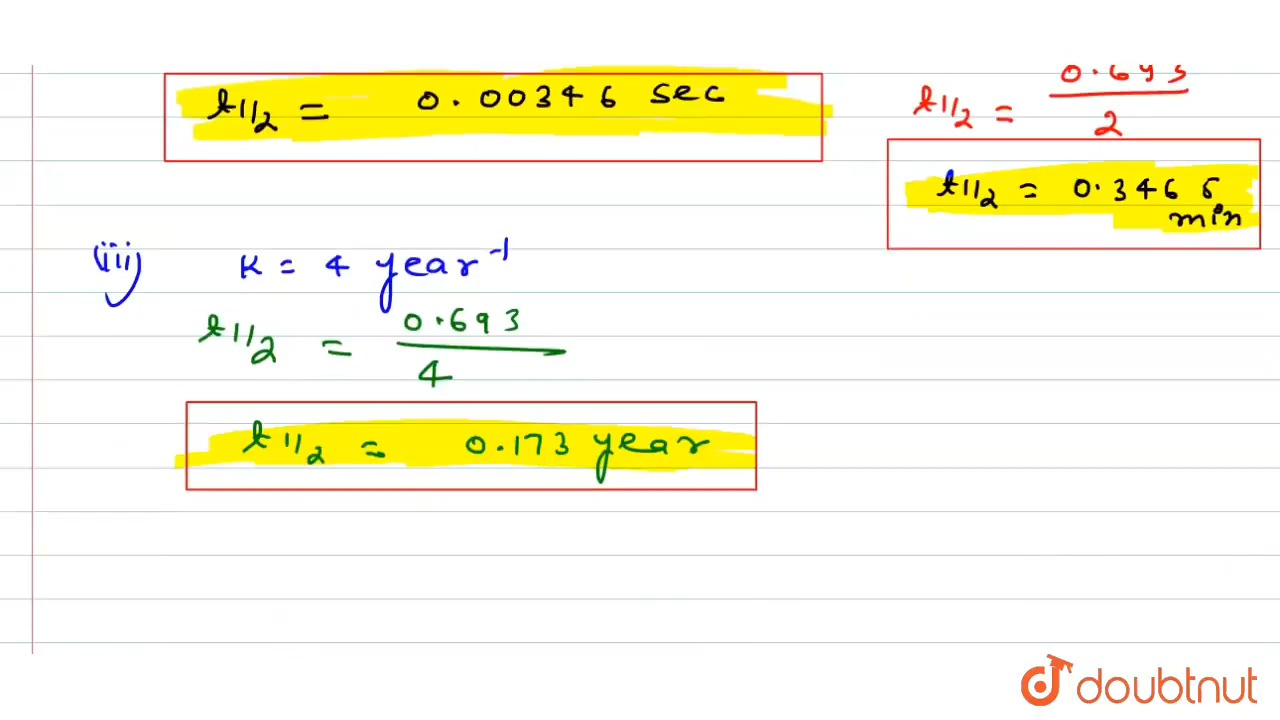 t1/2 = 0.00346 sec
t1/2 = 0.693/2
t1/2 = 0.3465
min
(iii) K = 4 year⁻¹
t1/2 = 0.693/4
t1/2 = 0.173 year
doubtnut